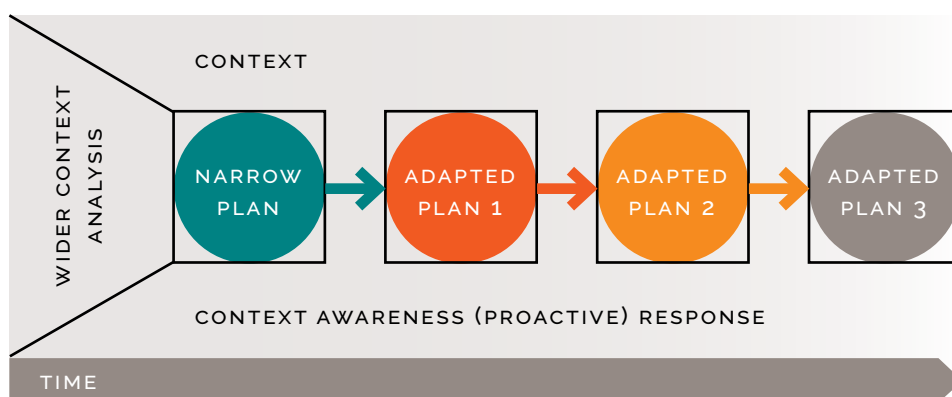 CONTEXT
WIDER CONTEXT
ANALYSIS
NARROW
PLAN
ADAPTED
PLAN 1
ADAPTED
PLAN 2
ADAPTED
PLAN 3
CONTEXT AWARENESS (PROACTIVE) RESPONSE
TIME